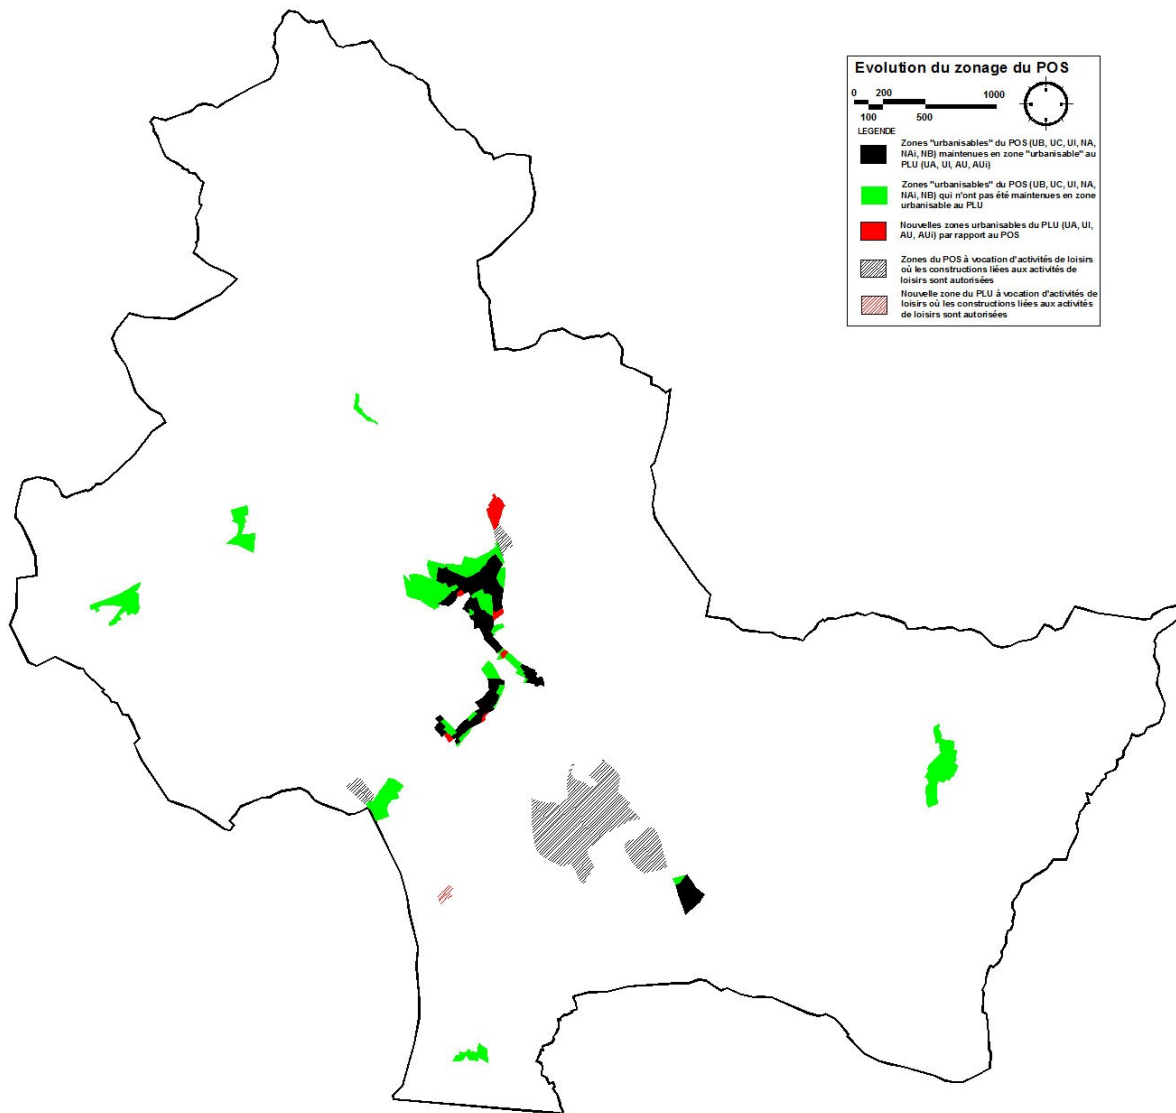 Evolution du zonage du POS
0 200 1000
100 500
LEGENDE
Zones "urbanisables" du POS (UB, UC, UI, NA,
NAi, NB) maintenues en zone "urbanisable" au
PLU (UA, UI, AU, AUi)
Zones "urbanisables" du POS (UB, UC, UI, NA,
NAi, NB) qui n'ont pas été maintenues en zone
urbanisable au PLU
Nouvelles zones urbanisables du PLU (UA, UI,
AU, AUi) par rapport au POS
Zones du POS à vocation d'activités de loisirs
où les constructions liées aux activités de
loisirs sont autorisées
Nouvelle zone du PLU à vocation d'activités de
loisirs où les constructions liées aux activités
de loisirs sont autorisées